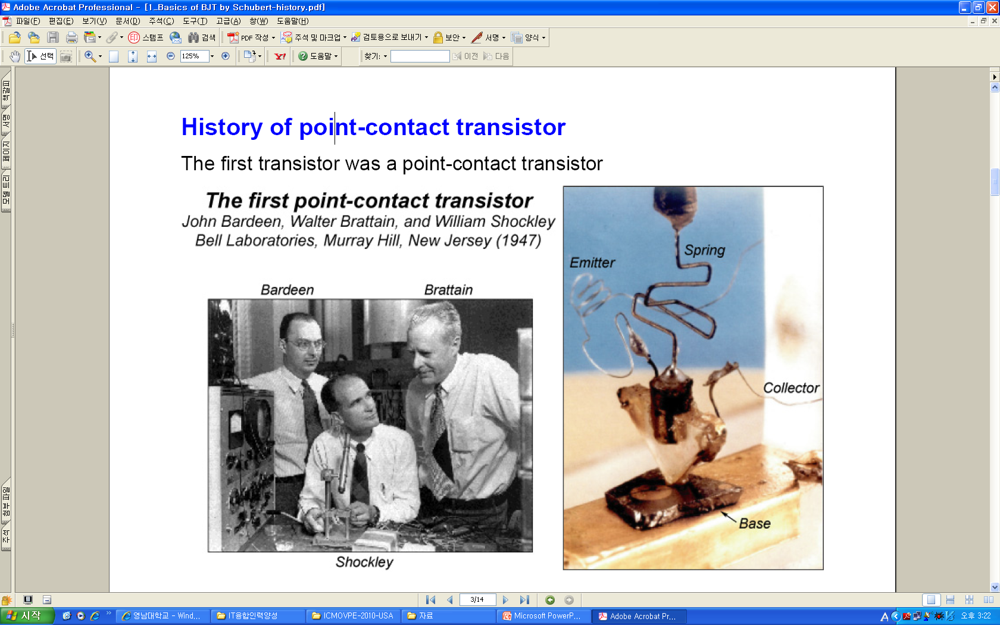 Adobe Acrobat Professional - [1_Basics of BJT by Schubert-history.pdf]
파일(F) 편집(E) 보기(V) 문서(D) 주석(C) 도구(T) 고급(A) 창(W) 도움말(H)
스탬프 검색 PDF 작성 주석 및 마크업 검토용으로 보내기 보안 서명 양식
선택 125% Y! 도움말 찾기: 이전 다음
책갈피
서명
페이지
모델 트리
첨부 파일
주석
History of point-contact transistor
The first transistor was a point-contact transistor
The first point-contact transistor
John Bardeen, Walter Brattain, and William Shockley
Bell Laboratories, Murray Hill, New Jersey (1947)
Bardeen Brattain
Shockley
Spring
Emitter
Collector
Base
3/14
시작 영남대학교 - Wind... IT융합인력양성 ICMOVPE-2010-USA 자료 Microsoft PowerP... Adobe Acrobat Pr... A 오후 3:22